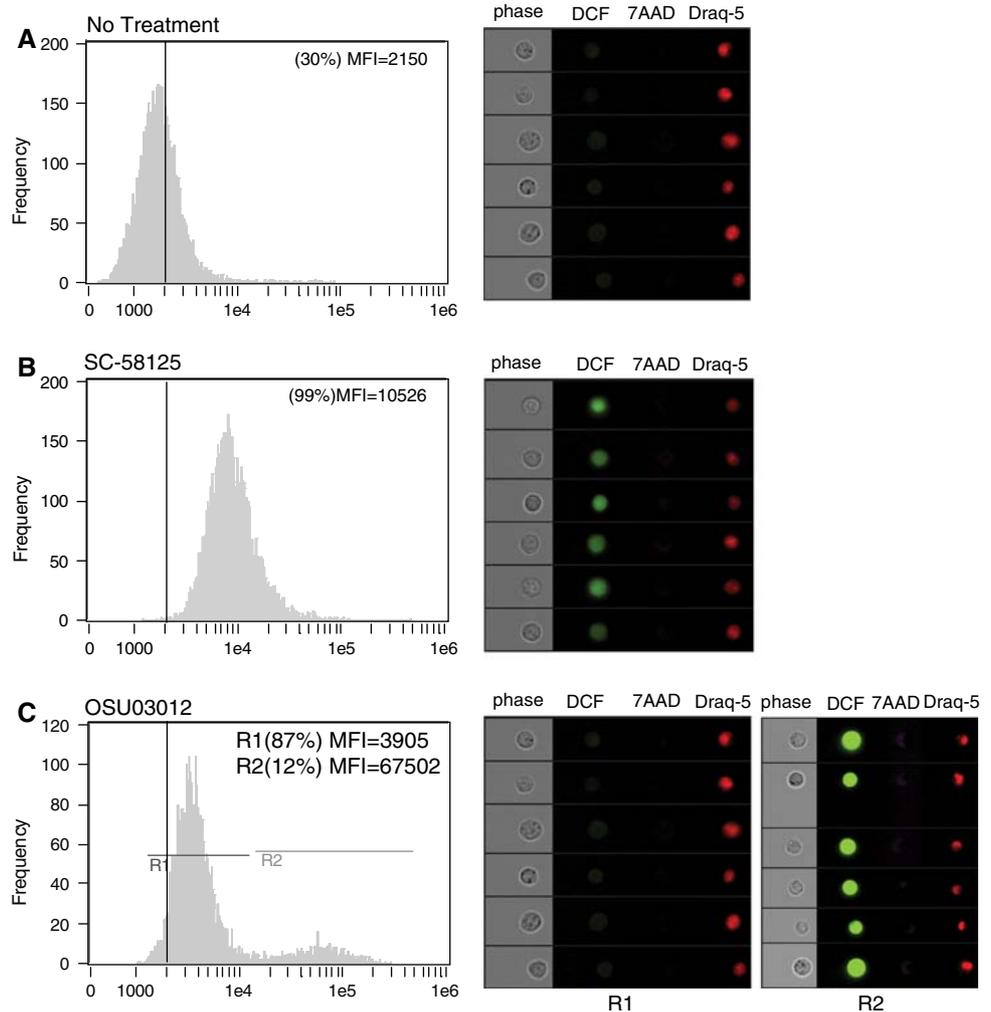 A
No Treatment
(30%) MFI=2150
Frequency
200
150
100
50
0
0 1000 1e4 1e5 1e6
phase DCF 7AAD Draq-5
B
SC-58125
(99%)MFI=10526
Frequency
200
150
100
50
0
0 1000 1e4 1e5 1e6
phase DCF 7AAD Draq-5
C
OSU03012
R1(87%) MFI=3905
R2(12%) MFI=67502
Frequency
120
100
80
60
40
20
0
R1
R2
0 1000 1e4 1e5 1e6
phase DCF 7AAD Draq-5
R1
phase DCF 7AAD Draq-5
R2